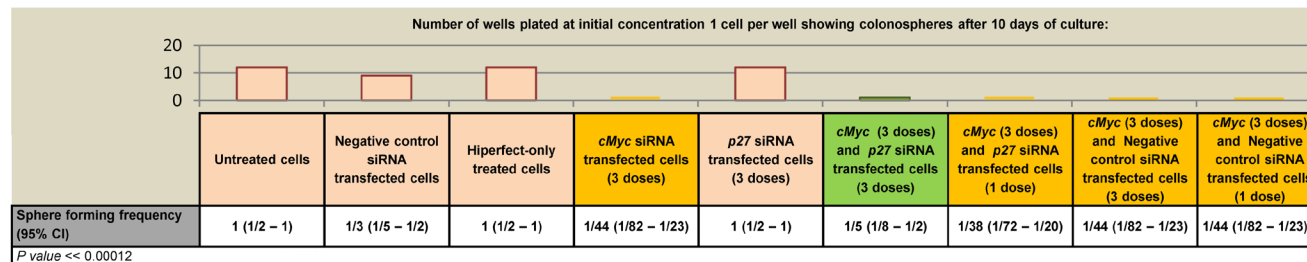 Number of wells plated at initial concentration 1 cell per well showing colonospheres after 10 days of culture:
20
10
0
Untreated cells
Negative control
siRNA
transfected cells
Hiperfect-only
treated cells
cMyc siRNA
transfected cells
(3 doses)
p27 siRNA
transfected cells
(3 doses)
cMyc (3 doses)
and p27 siRNA
transfected cells
(3 doses)
cMyc (3 doses)
and p27 siRNA
transfected cells
(1 dose)
cMyc (3 doses)
and Negative
control siRNA
transfected cells
(3 doses)
cMyc (3 doses)
and Negative
control siRNA
transfected cells
(1 dose)
Sphere forming frequency
(95% CI)
1 (1/2 – 1)
1/3 (1/5 – 1/2)
1 (1/2 – 1)
1/44 (1/82 – 1/23)
1 (1/2 – 1)
1/5 (1/8 – 1/2)
1/38 (1/72 – 1/20)
1/44 (1/82 – 1/23)
1/44 (1/82 – 1/23)
P value << 0.00012